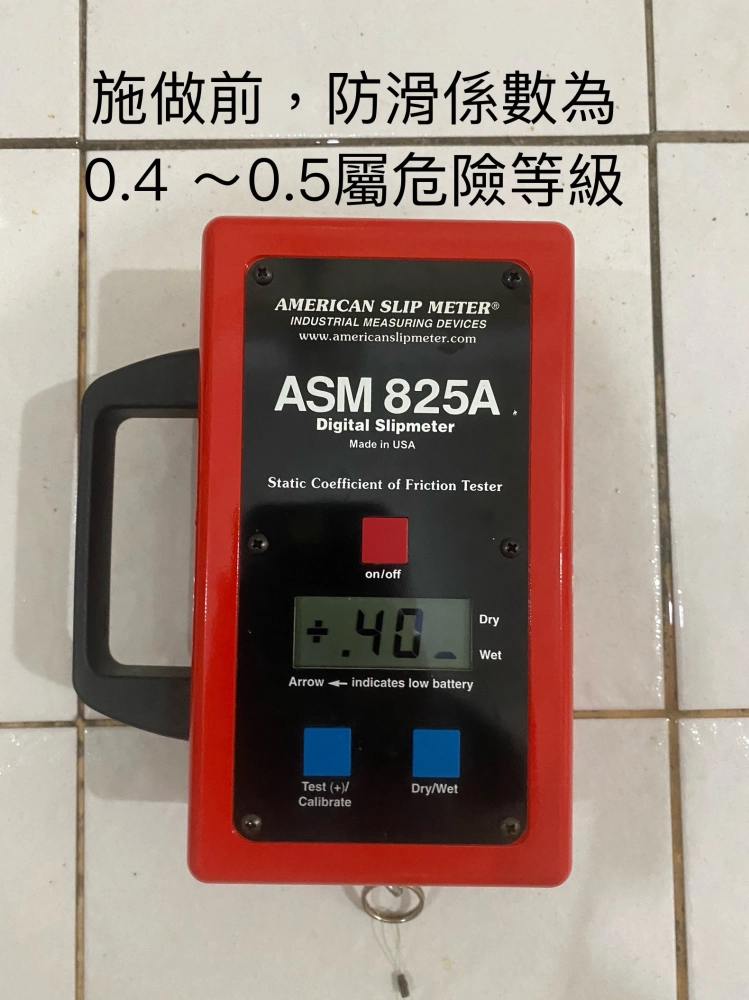 施做前，防滑係數為
0.4 ～0.5屬危險等級
AMERICAN SLIP METER®
INDUSTRIAL MEASURING DEVICES
www.americanslipmeter.com
ASM 825A
Digital Slipmeter
Made in USA
Static Coefficient of Friction Tester
on/off
÷.40_
Dry
Wet
Arrow ← indicates low battery
Test (+)/
Calibrate
Dry/Wet